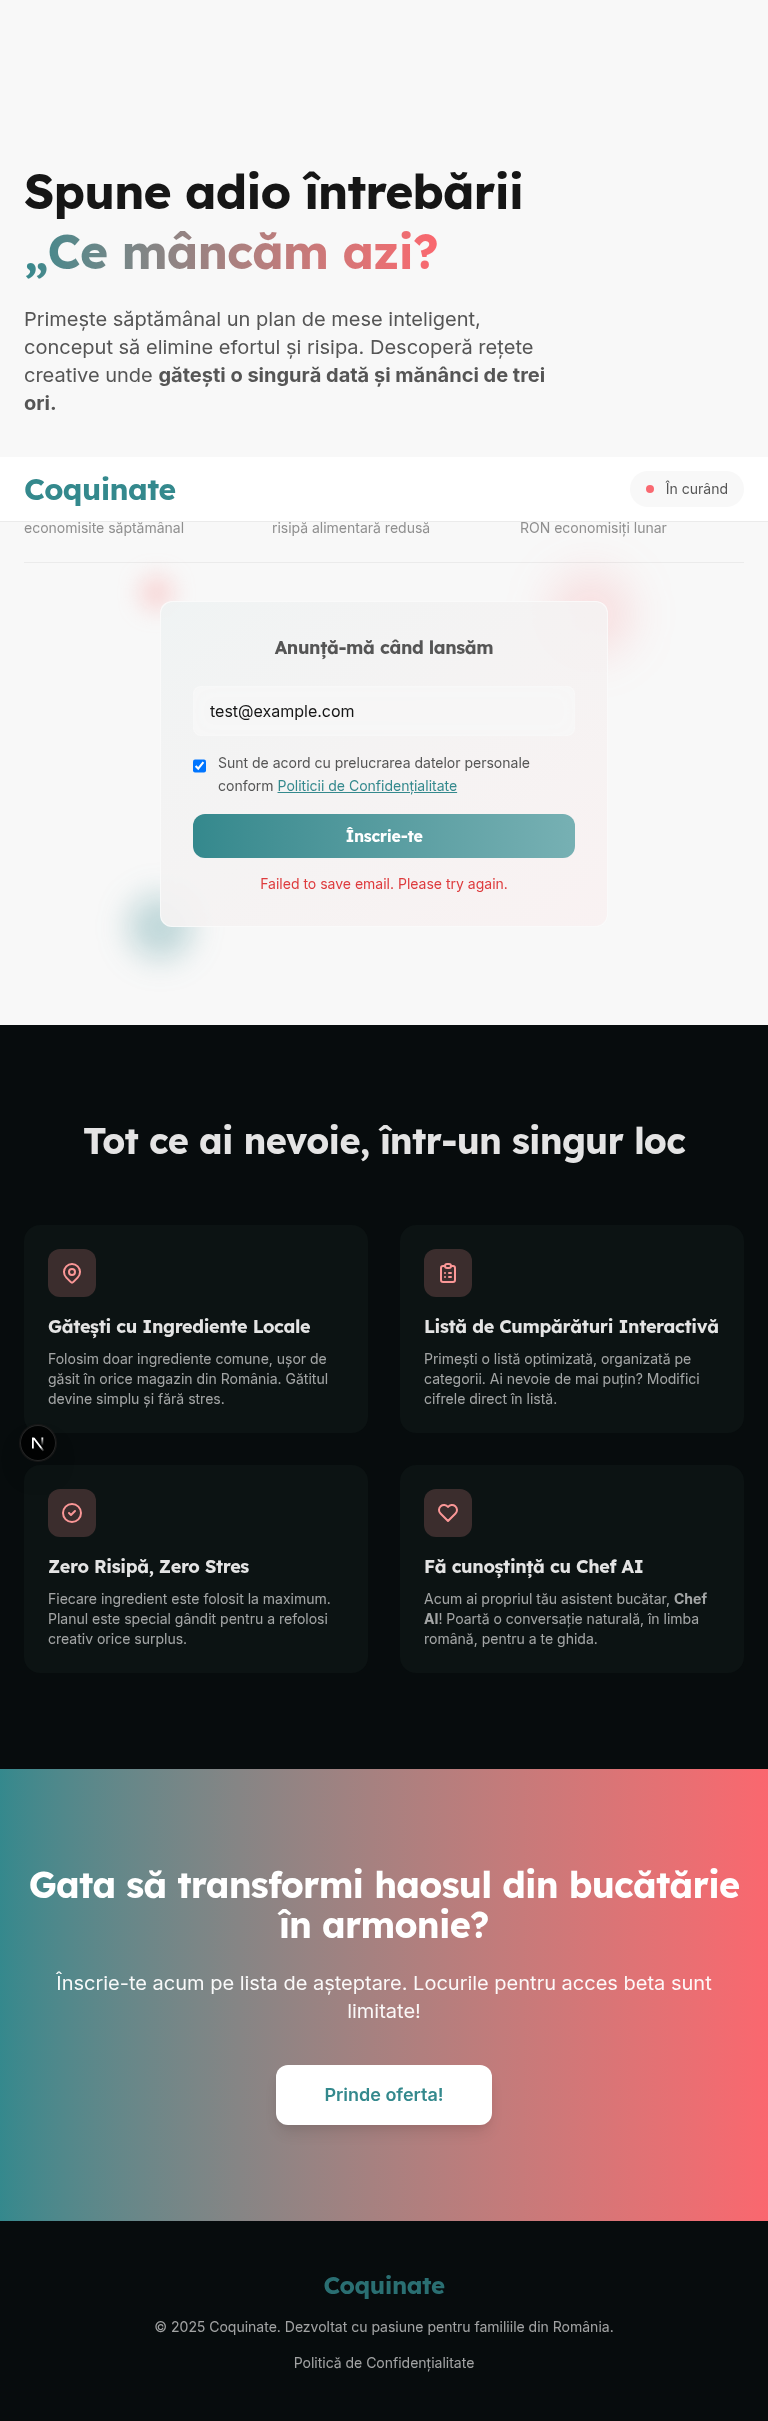 Spune adio întrebării
„Ce mâncăm azi?
Primește săptămânal un plan de mese inteligent,
conceput să elimine efortul și risipa. Descoperă rețete
creative unde gătești o singură dată și mănânci de trei
ori.
Coquinate
În curând
economisite săptămânal
risipă alimentară redusă
RON economisiți lunar
Anunță-mă când lansăm
test@example.com
Sunt de acord cu prelucrarea datelor personale
conform Politicii de Confidențialitate
Înscrie-te
Failed to save email. Please try again.
Tot ce ai nevoie, într-un singur loc
Gătești cu Ingrediente Locale
Folosim doar ingrediente comune, ușor de
găsit în orice magazin din România. Gătitul
devine simplu și fără stres.
Listă de Cumpărături Interactivă
Primești o listă optimizată, organizată pe
categorii. Ai nevoie de mai puțin? Modifici
cifrele direct în listă.
N
Zero Risipă, Zero Stres
Fiecare ingredient este folosit la maximum.
Planul este special gândit pentru a refolosi
creativ orice surplus.
Fă cunoștință cu Chef AI
Acum ai propriul tău asistent bucătar, Chef
AI! Poartă o conversație naturală, în limba
română, pentru a te ghida.
Gata să transformi haosul din bucătărie
în armonie?
Înscrie-te acum pe lista de așteptare. Locurile pentru acces beta sunt
limitate!
Prinde oferta!
Coquinate
© 2025 Coquinate. Dezvoltat cu pasiune pentru familiile din România.
Politică de Confidențialitate